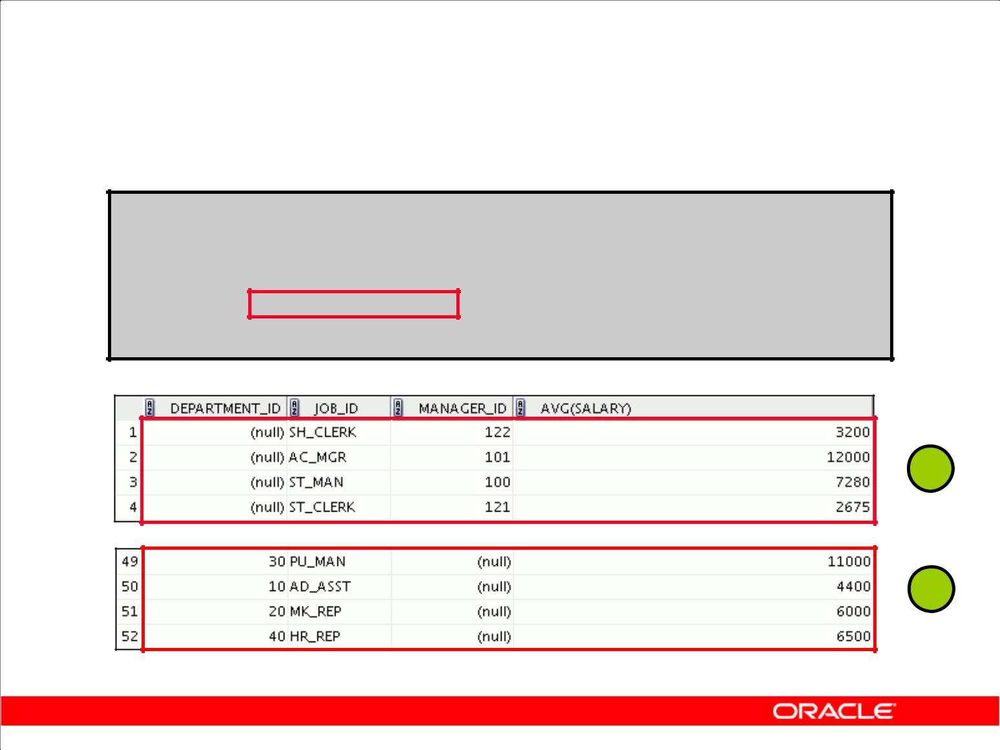 DEPARTMENT_ID JOB_ID MANAGER_ID AVG(SALARY)
1 (null) SH_CLERK 122 3200
2 (null) AC_MGR 101 12000
3 (null) ST_MAN 100 7280
4 (null) ST_CLERK 121 2675
49 30 PU_MAN (null) 11000
50 10 AD_ASST (null) 4400
51 20 MK_REP (null) 6000
52 40 HR_REP (null) 6500
ORACLE